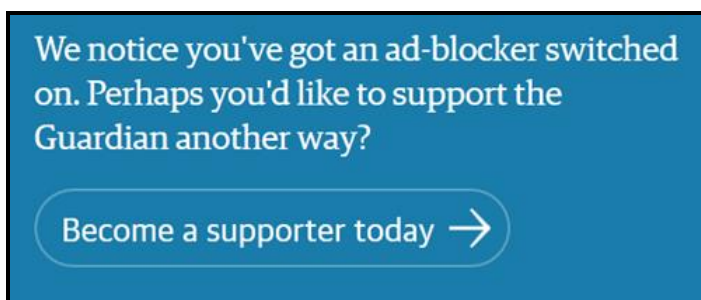 We notice you've got an ad-blocker switched
on. Perhaps you'd like to support the
Guardian another way?
Become a supporter today →